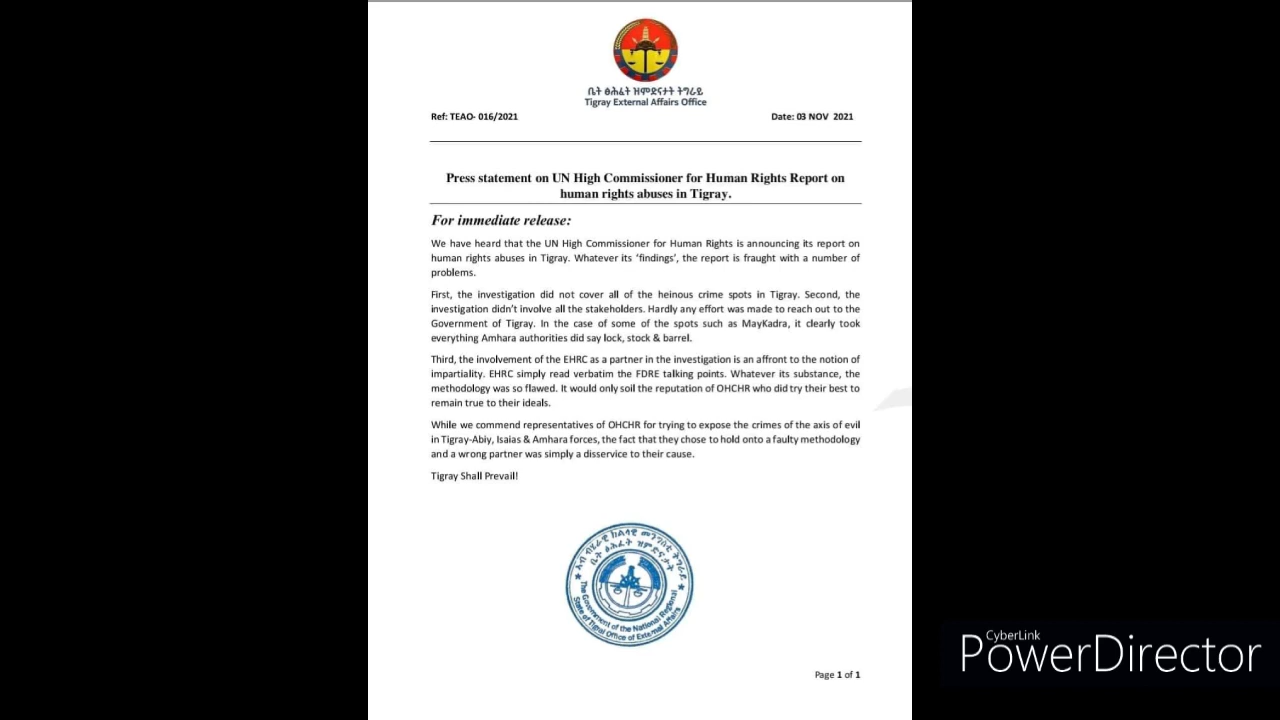 ቤት ፅሕፈት ዝምድናታት ትግራይ
Tigray External Affairs Office
Ref: TEAO- 016/2021
Date: 03 NOV 2021
Press statement on UN High Commissioner for Human Rights Report on
human rights abuses in Tigray.
For immediate release:
We have heard that the UN High Commissioner for Human Rights is announcing its report on
human rights abuses in Tigray. Whatever its ‘findings’, the report is fraught with a number of
problems.
First, the investigation did not cover all of the heinous crime spots in Tigray. Second, the
investigation didn’t involve all the stakeholders. Hardly any effort was made to reach out to the
Government of Tigray. In the case of some of the spots such as MayKadra, it clearly took
everything Amhara authorities did say lock, stock & barrel.
Third, the involvement of the EHRC as a partner in the investigation is an affront to the notion of
impartiality. EHRC simply read verbatim the FDRE talking points. Whatever its substance, the
methodology was so flawed. It would only soil the reputation of OHCHR who did try their best to
remain true to their ideals.
While we commend representatives of OHCHR for trying to expose the crimes of the axis of evil
in Tigray-Abiy, Isaias & Amhara forces, the fact that they chose to hold onto a faulty methodology
and a wrong partner was simply a disservice to their cause.
Tigray Shall Prevail!
ኣብ ብሄራዊ ክልላዊ መንግስቲ ትግራይ
ቤት ፅሕፈት ዝምድናታት
The Government of the National Regional
State of Tigrai Office of External Affairs
Page 1 of 1
CyberLink
PowerDirector